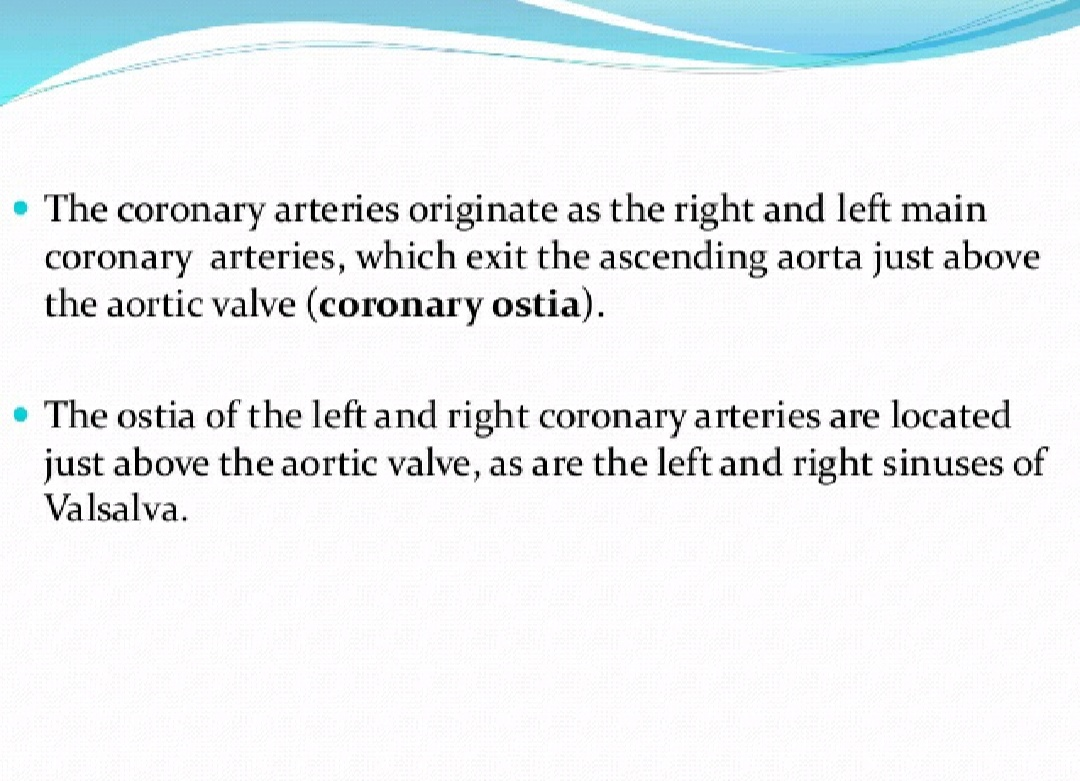 • The coronary arteries originate as the right and left main
coronary arteries, which exit the ascending aorta just above
the aortic valve (coronary ostia).
• The ostia of the left and right coronary arteries are located
just above the aortic valve, as are the left and right sinuses of
Valsalva.